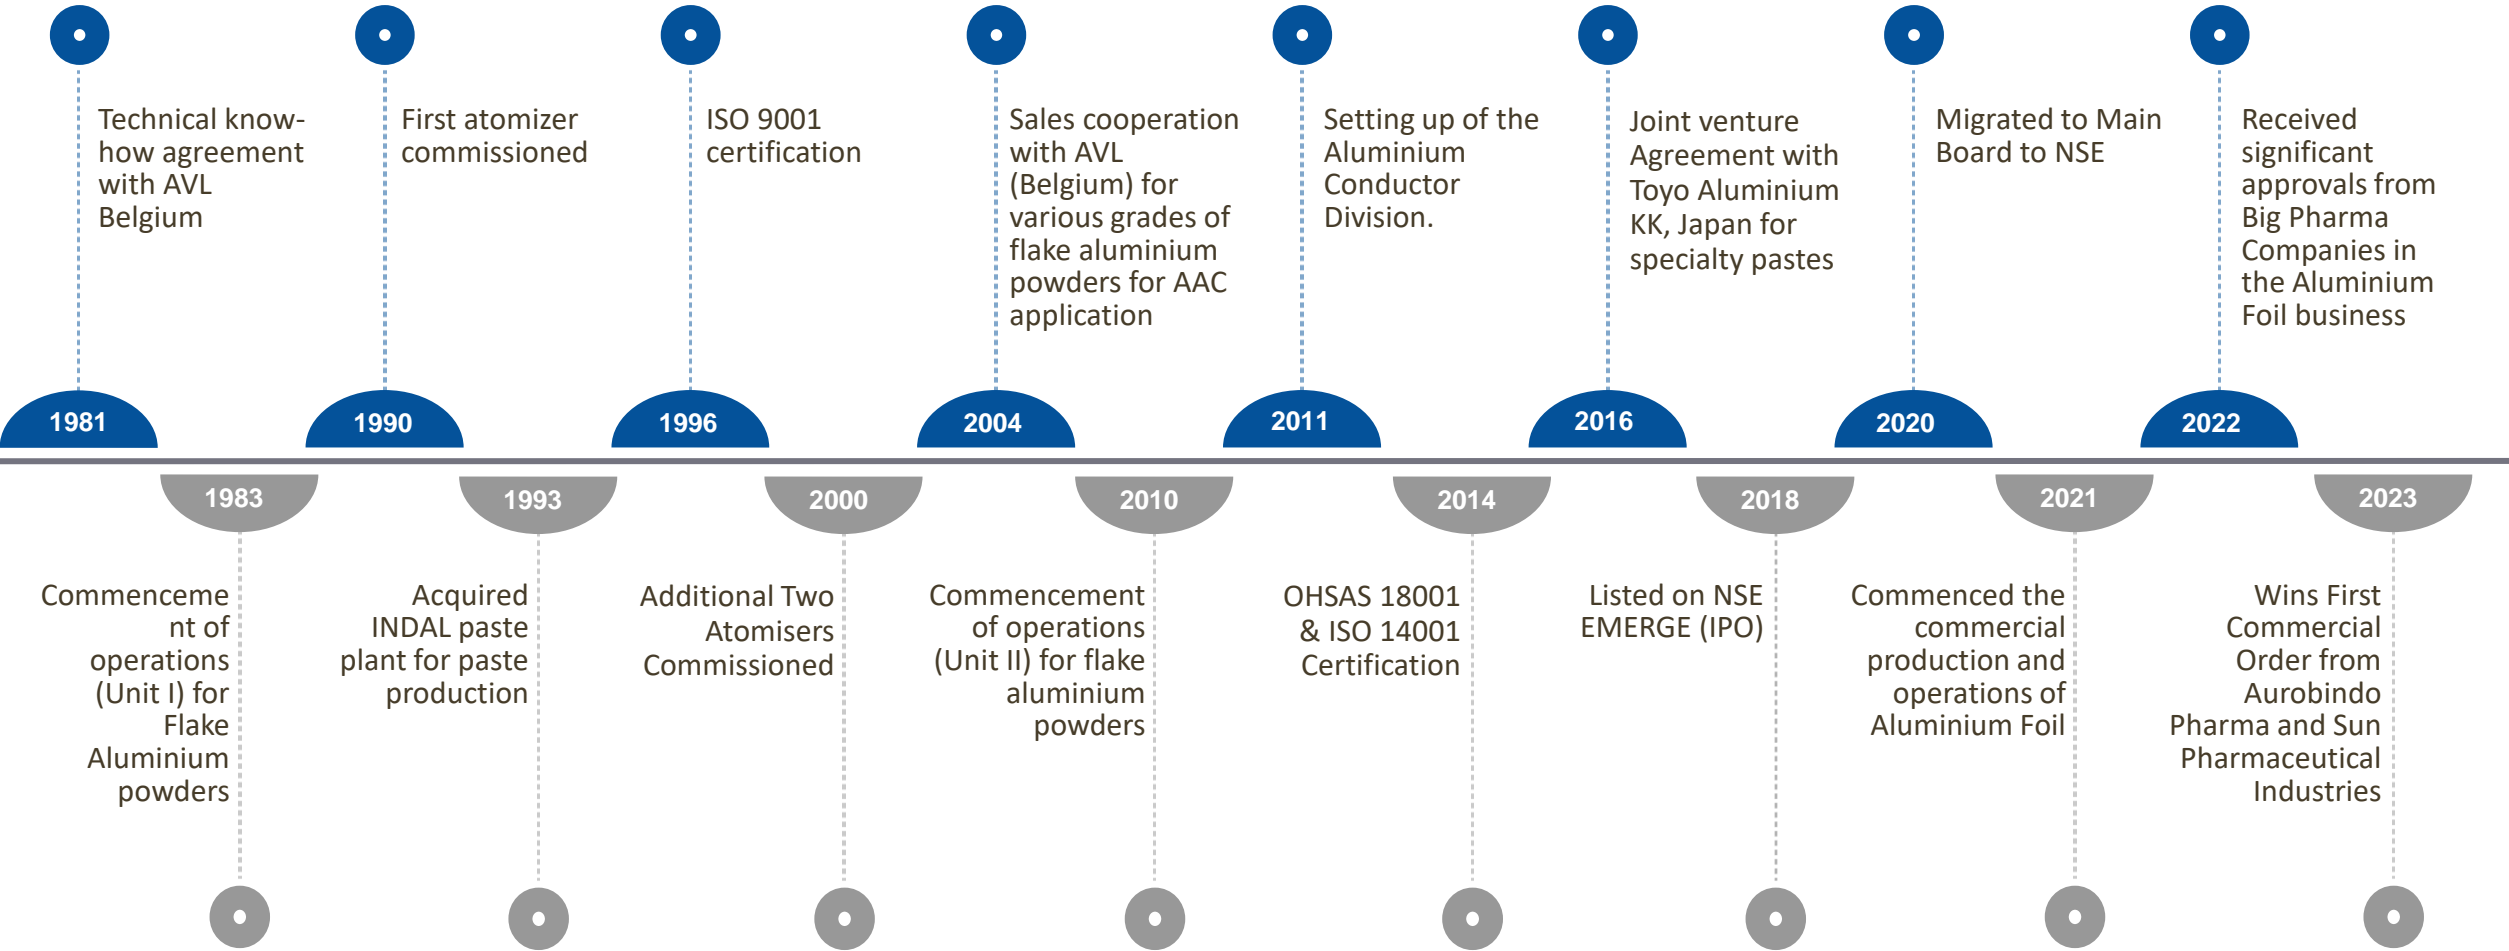 Technical know-
how agreement
with AVL
Belgium
First atomizer
commissioned
ISO 9001
certification
Sales cooperation
with AVL
(Belgium) for
various grades of
flake aluminium
powders for AAC
application
Setting up of the
Aluminium
Conductor
Division.
Joint venture
Agreement with
Toyo Aluminium
KK, Japan for
specialty pastes
Migrated to Main
Board to NSE
Received
significant
approvals from
Big Pharma
Companies in
the Aluminium
Foil business
1981
1990
1996
2004
2011
2016
2020
2022
1983
1993
2000
2010
2014
2018
2021
2023
Commenceme
nt of
operations
(Unit I) for
Flake
Aluminium
powders
Acquired
INDAL paste
plant for paste
production
Additional Two
Atomisers
Commissioned
Commencement
of operations
(Unit II) for flake
aluminium
powders
OHSAS 18001
& ISO 14001
Certification
Listed on NSE
EMERGE (IPO)
Commenced the
commercial
production and
operations of
Aluminium Foil
Wins First
Commercial
Order from
Aurobindo
Pharma and Sun
Pharmaceutical
Industries